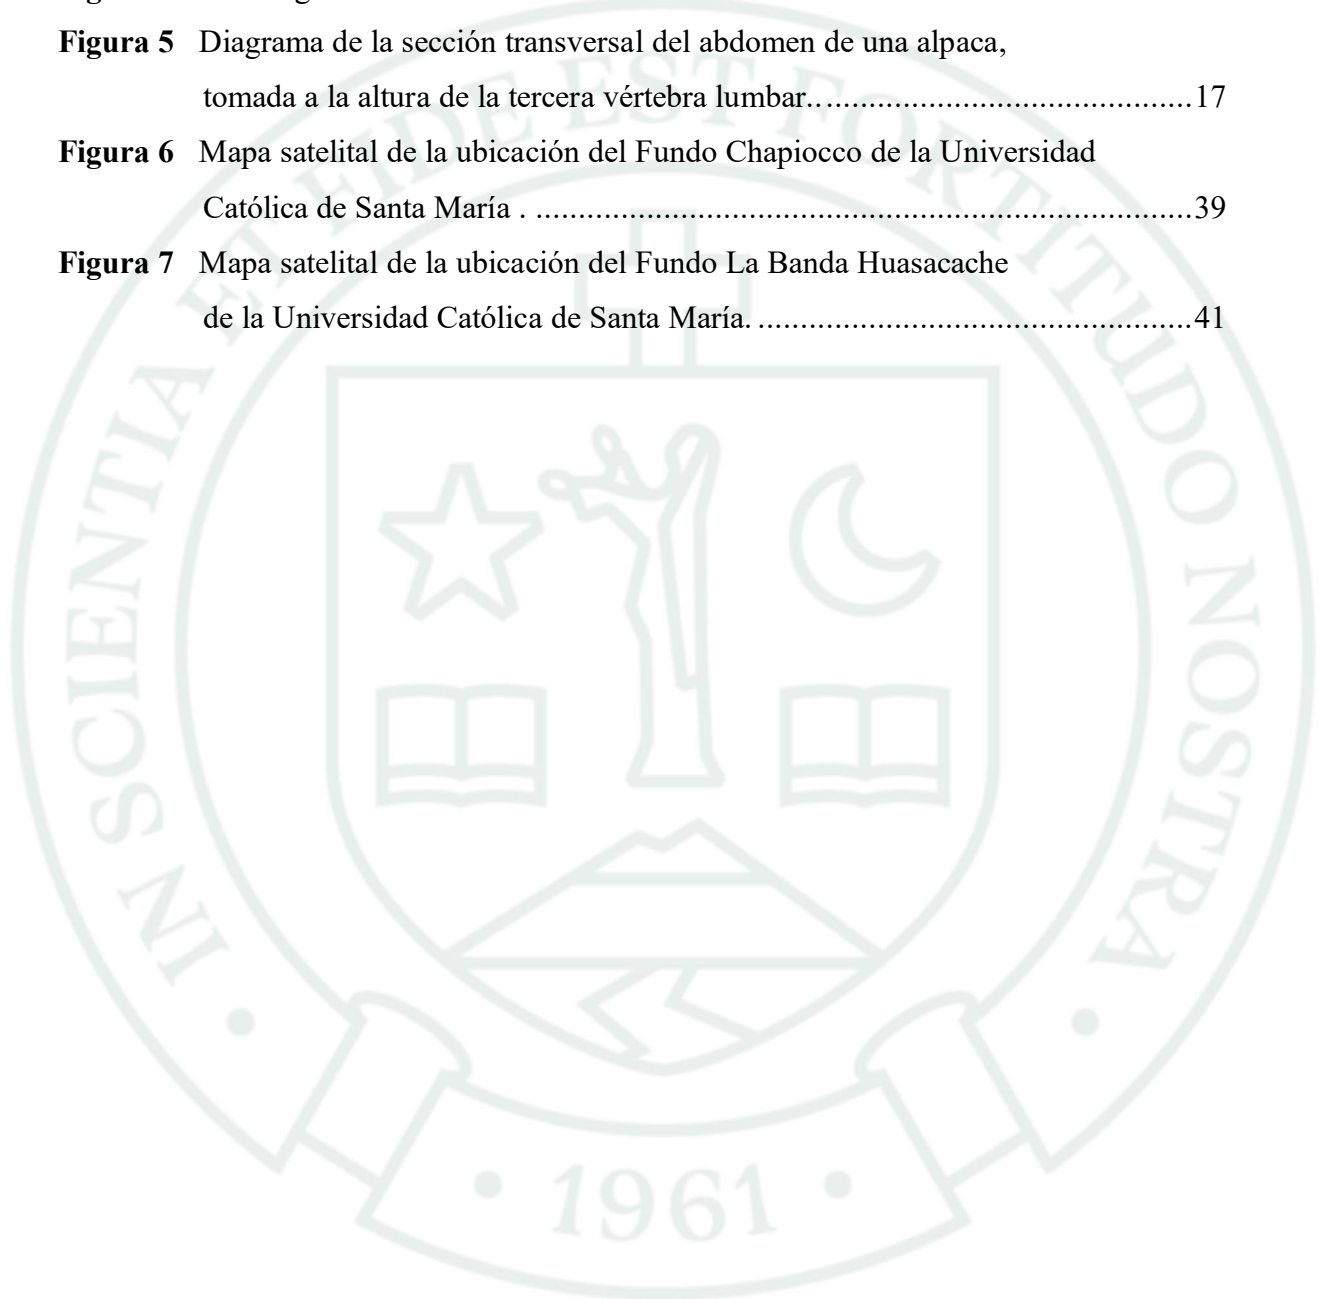 Figura 5 Diagrama de la sección transversal del abdomen de una alpaca,
tomada a la altura de la tercera vértebra lumbar.............................................17
Figura 6 Mapa satelital de la ubicación del Fundo Chapiocco de la Universidad
Católica de Santa María . ............................................................................39
Figura 7 Mapa satelital de la ubicación del Fundo La Banda Huasacache
de la Universidad Católica de Santa María. ..................................................41
IN SCIENTIA ET FIDE EST FORTITUDO NOSTRA
• 1961 •